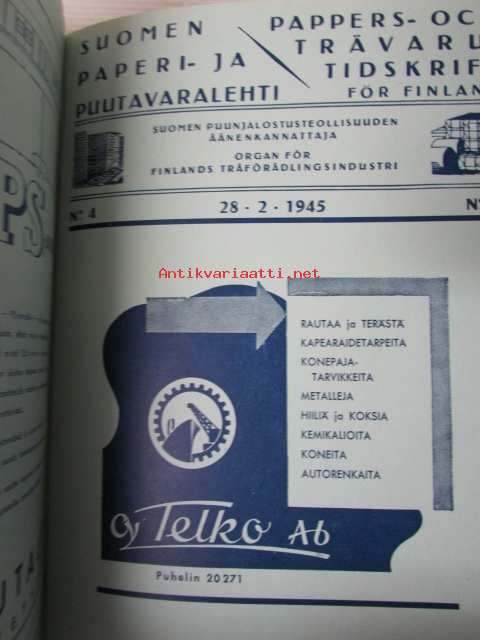 SUOMEN
PAPERI- JA
PUUTAVARALEHTI
PAPPERS- OC
TRÄVARU
TIDSKRIF
FÖR FINLAN
SUOMEN PUUNJALOSTUSTEOLLISUUDEN
ÄÄNENKANNATTAJA
ORGAN FÖR
FINLANDS TRÄFÖRÄDLINGSINDUSTRI
No 4
28 - 2 - 1945
No
Antikvariaatti.net
RAUTAA ja TERÄSTÄ
KAPEARAIDETARPEITA
KONEPAJA-
TARVIKKEITA
METALLEJA
HIILIÄ ja KOKSIA
KEMIKALIOITA
KONEITA
AUTORENKAITA
Oy Telko Ab
Puhelin 20271